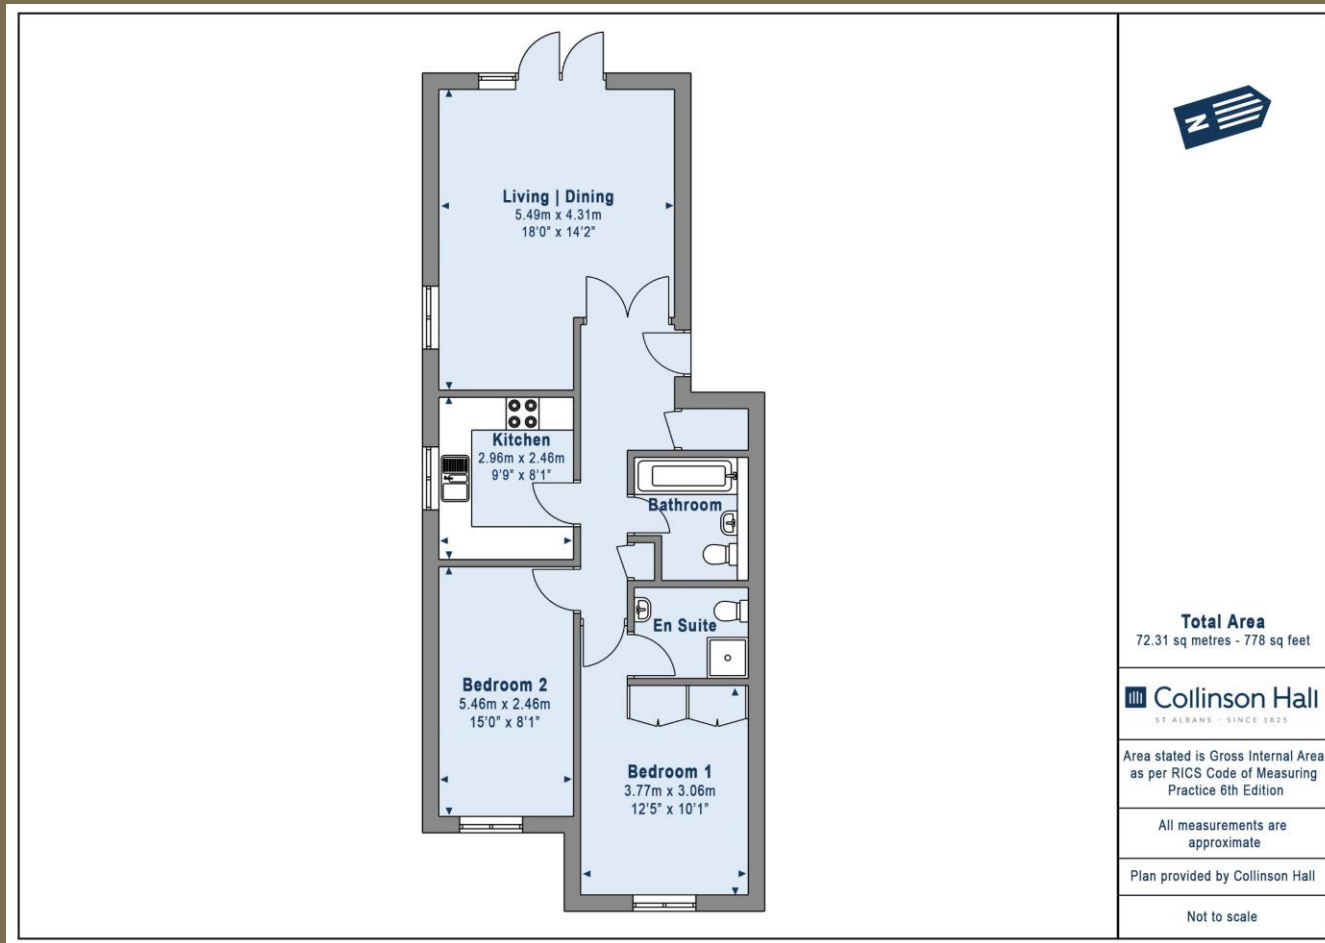 Living | Dining
5.49m x 4.31m
18'0" x 14'2"
Kitchen
2.96m x 2.46m
9'9" x 8'1"
Bathroom
En Suite
Bedroom 2
5.46m x 2.46m
15'0" x 8'1"
Bedroom 1
3.77m x 3.06m
12'5" x 10'1"
N
Total Area
72.31 sq metres - 778 sq feet
Collinson Hall
ST ALBANS - SINCE 1825
Area stated is Gross Internal Area
as per RICS Code of Measuring
Practice 6th Edition
All measurements are
approximate
Plan provided by Collinson Hall
Not to scale